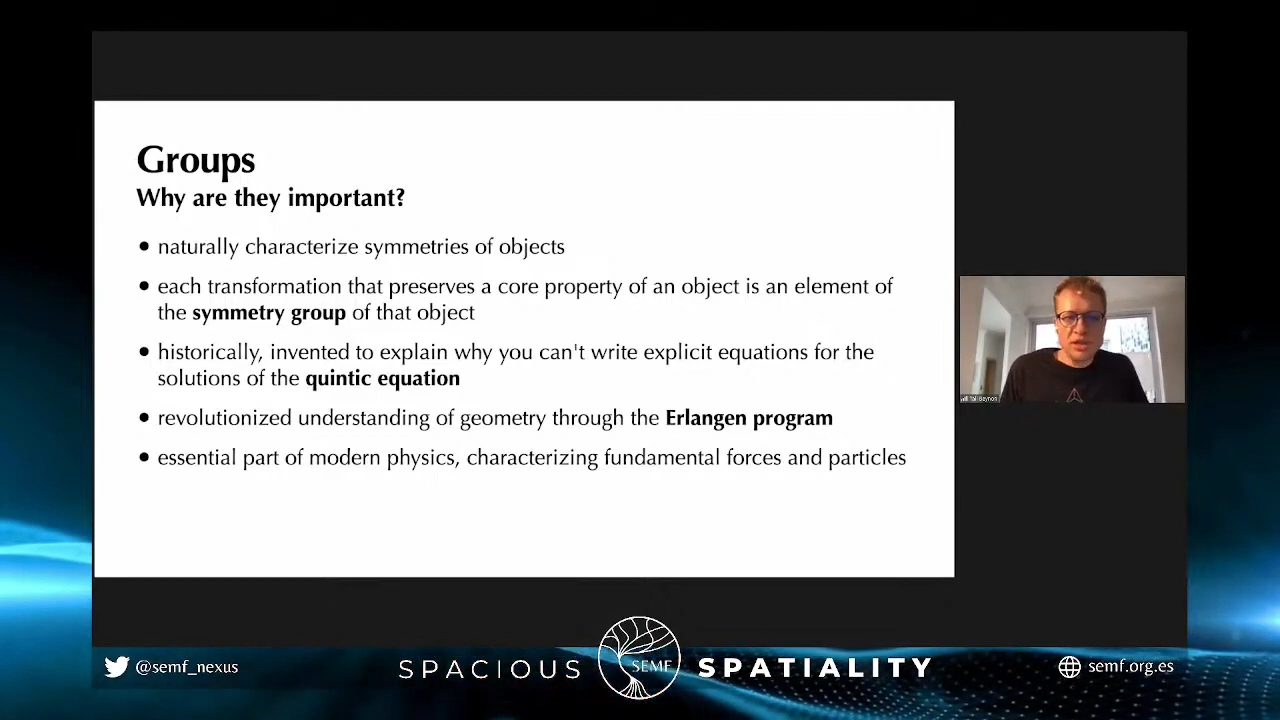 Groups
Why are they important?
• naturally characterize symmetries of objects
• each transformation that preserves a core property of an object is an element of
the symmetry group of that object
• historically, invented to explain why you can't write explicit equations for the
solutions of the quintic equation
• revolutionized understanding of geometry through the Erlangen program
• essential part of modern physics, characterizing fundamental forces and particles
@semf_nexus
SPACIOUS
SEMF
SPATIALITY
semf.org.es